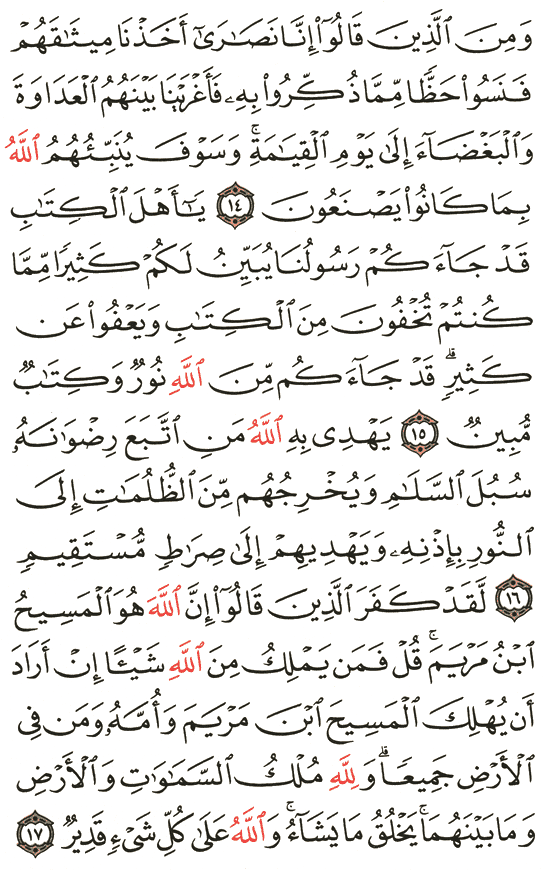 وَمِنَ ٱلَّذِينَ قَالُوٓا۟ إِنَّا نَصَـٰرَىٰٓ أَخَذْنَا مِيثَـٰقَهُمْ
فَنَسُوا۟ حَظًّا مِّمَّا ذُكِّرُوا۟ بِهِۦ فَأَغْرَيْنَا بَيْنَهُمُ ٱلْعَدَاوَةَ
وَٱلْبَغْضَآءَ إِلَىٰ يَوْمِ ٱلْقِيَـٰمَةِ ۚ وَسَوْفَ يُنَبِّئُهُمُ ٱللَّهُ
بِمَا كَانُوا۟ يَصْنَعُونَ ١٤ يَـٰٓأَهْلَ ٱلْكِتَـٰبِ
قَدْ جَآءَكُمْ رَسُولُنَا يُبَيِّنُ لَكُمْ كَثِيرًا مِّمَّا
كُنتُمْ تُخْفُونَ مِنَ ٱلْكِتَـٰبِ وَيَعْفُوا۟ عَن
كَثِيرٍ ۗ قَدْ جَآءَكُم مِّنَ ٱللَّهِ نُورٌ وَكِتَـٰبٌ
مُّبِينٌ ١٥ يَهْدِى بِهِ ٱللَّهُ مَنِ ٱتَّبَعَ رِضْوَٰنَهُۥ
سُبُلَ ٱلسَّلَـٰمِ وَيُخْرِجُهُم مِّنَ ٱلظُّلُمَـٰتِ إِلَى
ٱلنُّورِ بِإِذْنِهِۦ وَيَهْدِيهِمْ إِلَىٰ صِرَٰطٍ مُّسْتَقِيمٍ
١٦ لَّقَدْ كَفَرَ ٱلَّذِينَ قَالُوٓا۟ إِنَّ ٱللَّهَ هُوَ ٱلْمَسِيحُ
ٱبْنُ مَرْيَمَ ۚ قُلْ فَمَن يَمْلِكُ مِنَ ٱللَّهِ شَيْـًٔا إِنْ أَرَادَ
أَن يُهْلِكَ ٱلْمَسِيحَ ٱبْنَ مَرْيَمَ وَأُمَّهُۥ وَمَن فِى
ٱلْأَرْضِ جَمِيعًا ۗ وَلِلَّهِ مُلْكُ ٱلسَّمَـٰوَٰتِ وَٱلْأَرْضِ
وَمَا بَيْنَهُمَا ۚ يَخْلُقُ مَا يَشَآءُ ۚ وَٱللَّهُ عَلَىٰ كُلِّ شَىْءٍ قَدِيرٌ ١٧